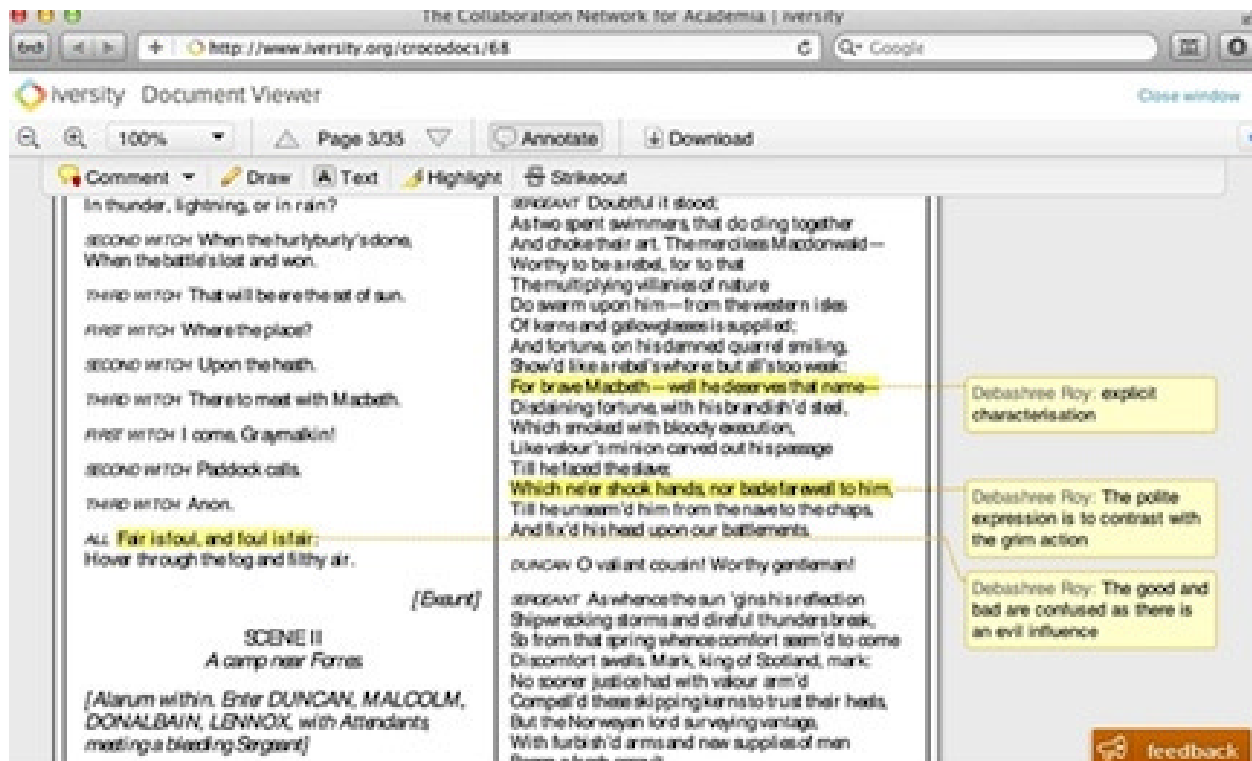 The Collaboration Network for Academia | iversity
http://www.iversity.org/crocodocs/68
Google
iversity Document Viewer
Close window
100%
Page 3/35
Annotate
Download
Comment
Draw
A Text
Highlight
Strikeout
In thunder, lightning, or in rain?
SECOND WITCH When the hurlyburly's done,
When the battle's lost and won.
THIRD WITCH That will be ere the set of sun.
FIRST WITCH Where the place?
SECOND WITCH Upon the heath.
THIRD WITCH There to meet with Macbeth.
FIRST WITCH I come, Graymalkin!
SECOND WITCH Paddock calls.
THIRD WITCH Anon.
ALL Fair is foul, and foul is fair:
Hover through the fog and filthy air.
[Exeunt]
SCENE II
A camp near Forres
[Alarum within. Enter DUNCAN, MALCOLM,
DONALBAIN, LENNOX, with Attendants,
meeting a bleeding Sergeant]
SERGEANT Doubtful it stood;
As two spent swimmers, that do cling together
And choke their art. The merciless Macdonwald—
Worthy to be a rebel, for to that
The multiplying villanies of nature
Do swarm upon him—from the western isles
Of kerns and gallowglasses is supplied;
And fortune, on his damned quarrel smiling,
Show'd like a rebel's whore: but all's too weak:
For brave Macbeth—well he deserves that name—
Disdaining fortune, with his brandish'd steel,
Which smoked with bloody execution,
Like valour's minion carved out his passage
Till he faced the slave;
Which ne'er shook hands, nor bade farewell to him,
Till he unseam'd him from the nave to the chaps,
And fix'd his head upon our battlements.
DUNCAN O valiant cousin! Worthy gentleman!
SERGEANT As whence the sun 'gins his reflection
Shipwrecking storms and direful thunders break,
So from that spring whence comfort seem'd to come
Discomfort swells. Mark, king of Scotland, mark:
No sooner justice had with valour arm'd
Compell'd these skipping kerns to trust their heels,
But the Norweyan lord surveying vantage,
With furbish'd arms and new supplies of men
Debashree Roy: explicit
characterisation
Debashree Roy: The polite
expression is to contrast with
the grim action
Debashree Roy: The good and
bad are confused as there is
an evil influence
feedback